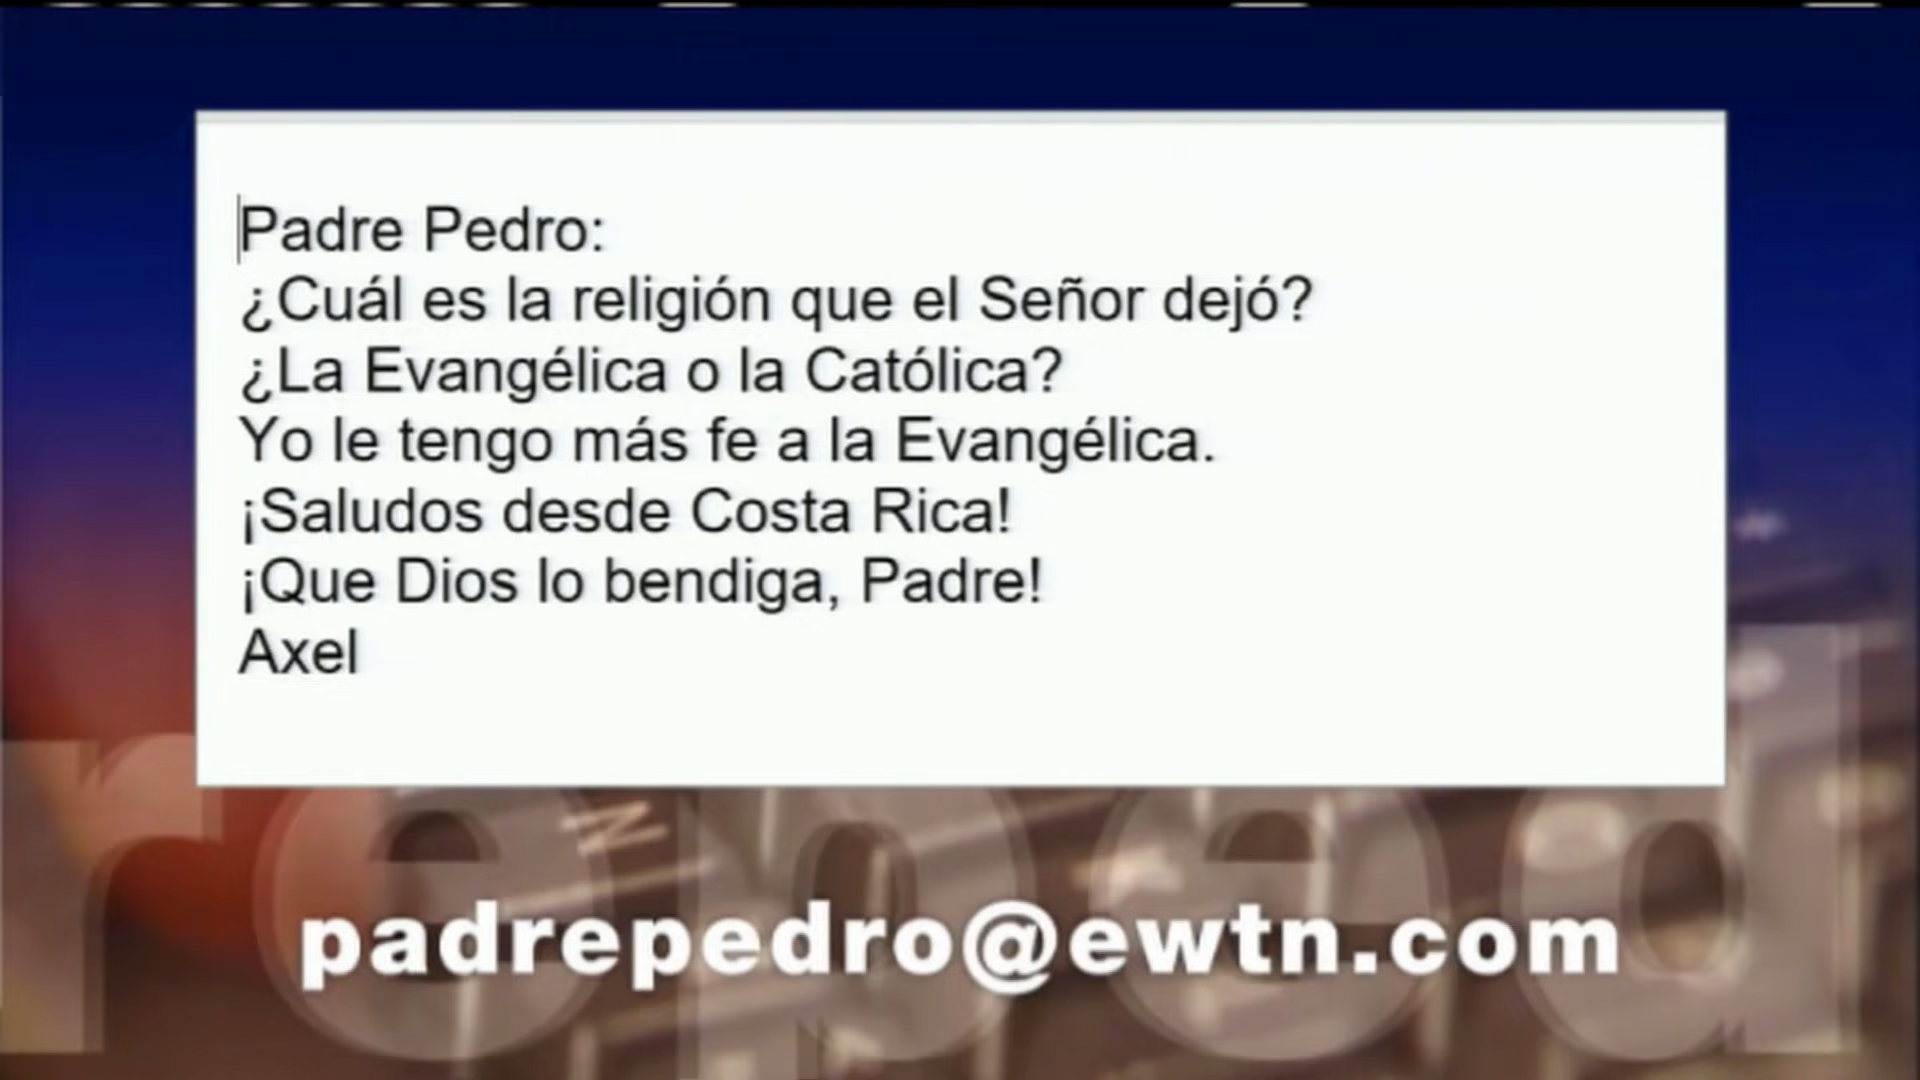 Padre Pedro:
¿Cuál es la religión que el Señor dejó?
¿La Evangélica o la Católica?
Yo le tengo más fe a la Evangélica.
¡Saludos desde Costa Rica!
¡Que Dios lo bendiga, Padre!
Axel
reped
padrepedro@ewtn.com